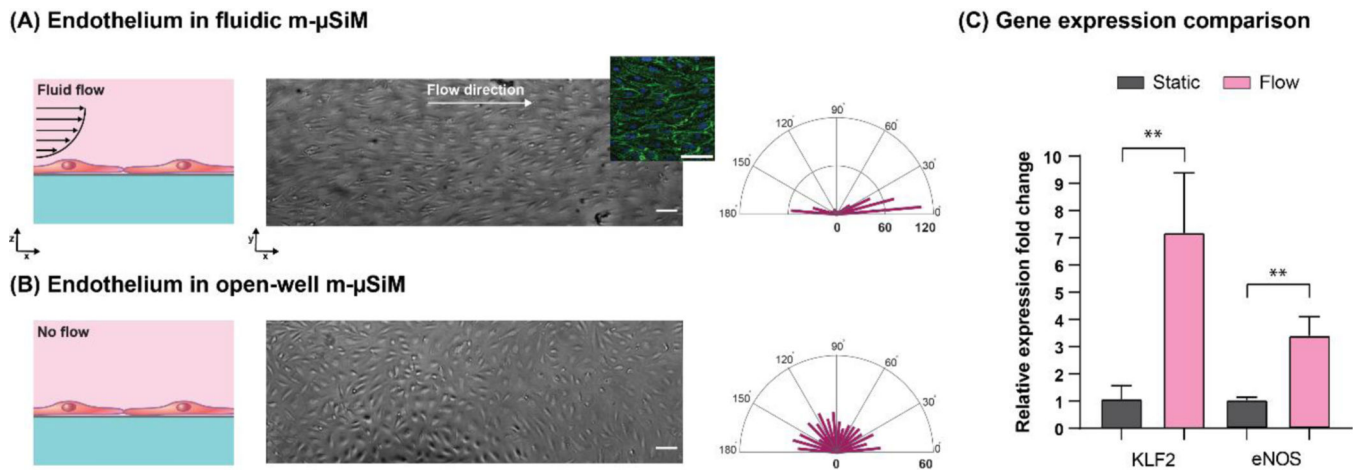 (A) Endothelium in fluidic m-µSiM
Fluid flow
Flow direction
z
x
y
x
90°
120°
60°
150°
30°
180°
0°
0
60
120
(B) Endothelium in open-well m-µSiM
No flow
90°
120°
60°
150°
30°
180°
0°
0
60
(C) Gene expression comparison
Static
Flow
**
**
Relative expression fold change
10
9
8
7
6
5
4
3
2
1
0
KLF2
eNOS